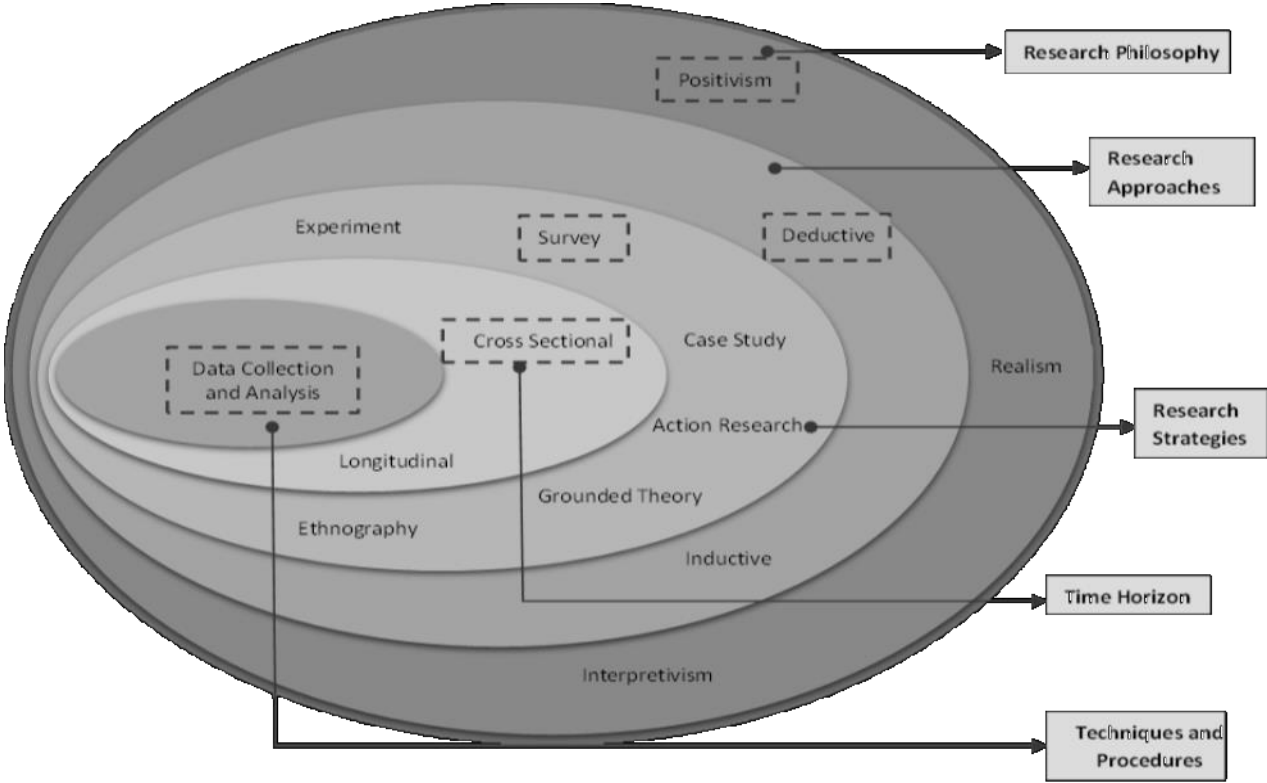 Research Philosophy
Positivism
Research
Approaches
Experiment
Survey
Deductive
Cross Sectional
Case Study
Data Collection
and Analysis
Realism
Research
Strategies
Action Research
Longitudinal
Grounded Theory
Ethnography
Inductive
Time Horizon
Interpretivism
Techniques and
Procedures